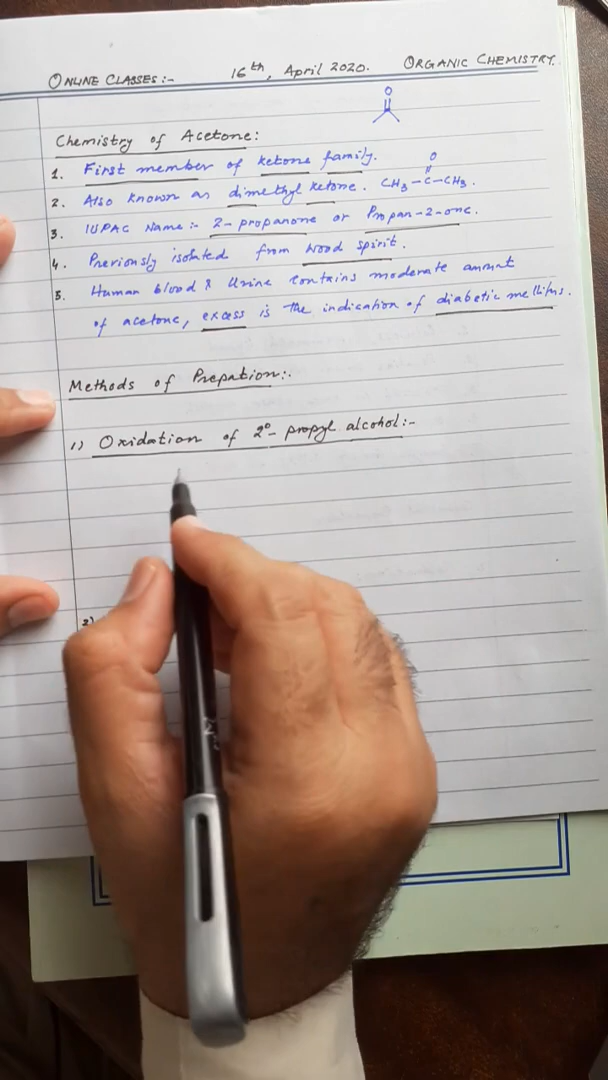 ONLINE CLASSES:- 16th, April 2020. ORGANIC CHEMISTRY.
O
Chemistry of Acetone:
1. First member of ketone family.
O
2. Also known as dimethyl ketone. CH3-C-CH3.
3. IUPAC Name:- 2-propanone or Propan-2-one.
4. Previously isolated from wood spirit.
5. Human blood & Urine contains moderate amount
of acetone, excess is the indication of diabetic mellitus.
Methods of Prepation:-
1) Oxidation of 2°- propyl alcohol:-
2)